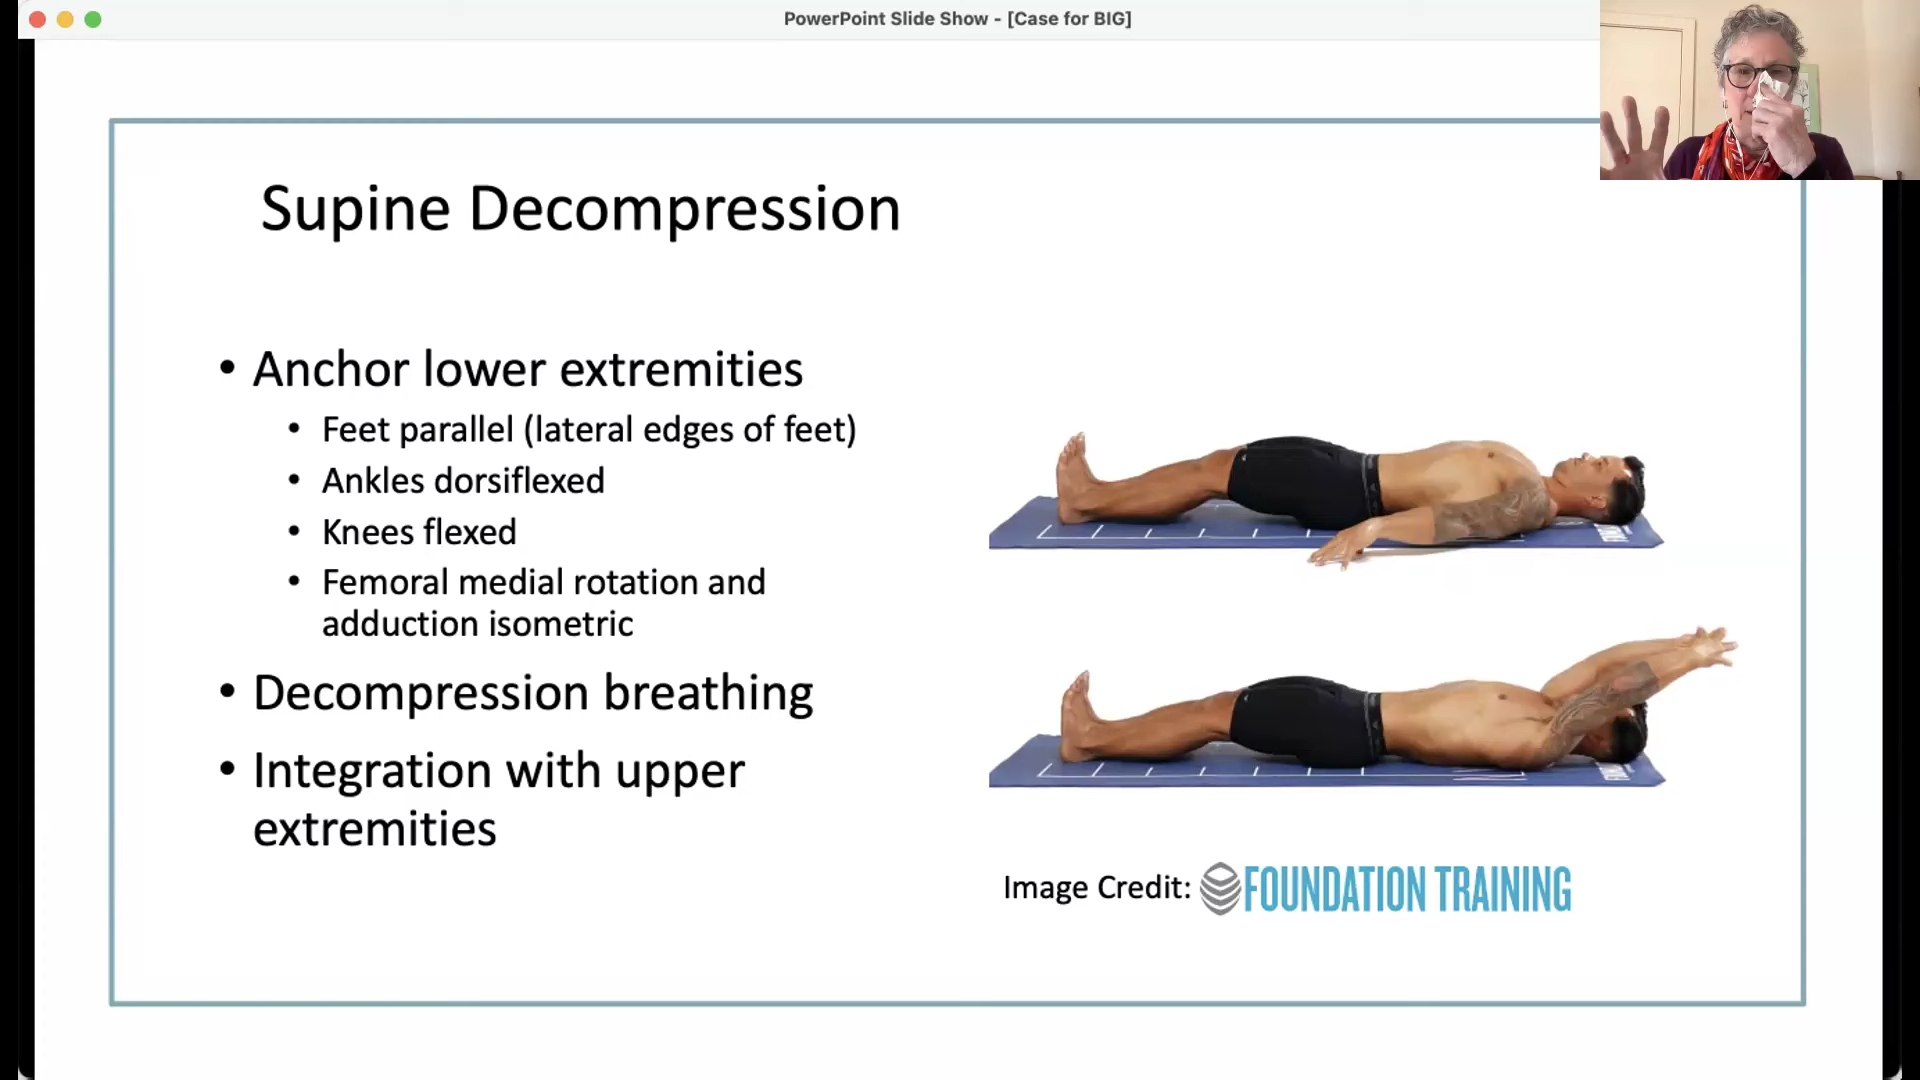 PowerPoint Slide Show - [Case for BIG]
Supine Decompression
• Anchor lower extremities
• Feet parallel (lateral edges of feet)
• Ankles dorsiflexed
• Knees flexed
• Femoral medial rotation and
adduction isometric
• Decompression breathing
• Integration with upper
extremities
Image Credit: FOUNDATION TRAINING